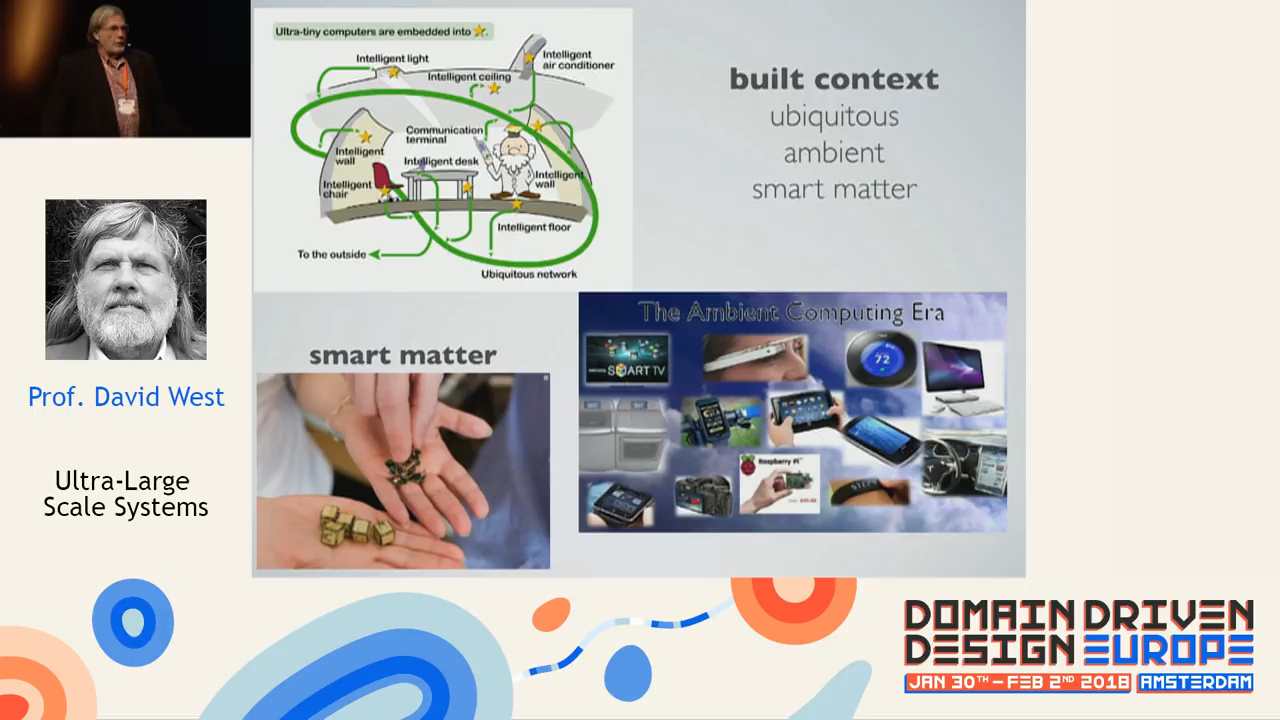 Ultra-tiny computers are embedded into
Intelligent light
Intelligent
air conditioner
Intelligent ceiling
Communication
terminal
Intelligent
wall
Intelligent desk
Intelligent
chair
Intelligent
wall
Intelligent floor
To the outside
Ubiquitous network
built context
ubiquitous
ambient
smart matter
smart matter
The Ambient Computing Era
SMART TV
72
Raspberry Pi
Prof. David West
Ultra-Large
Scale Systems
DOMAIN DRIVEN
DESIGN EUROPE
JAN 30TH - FEB 2ND 2018 AMSTERDAM